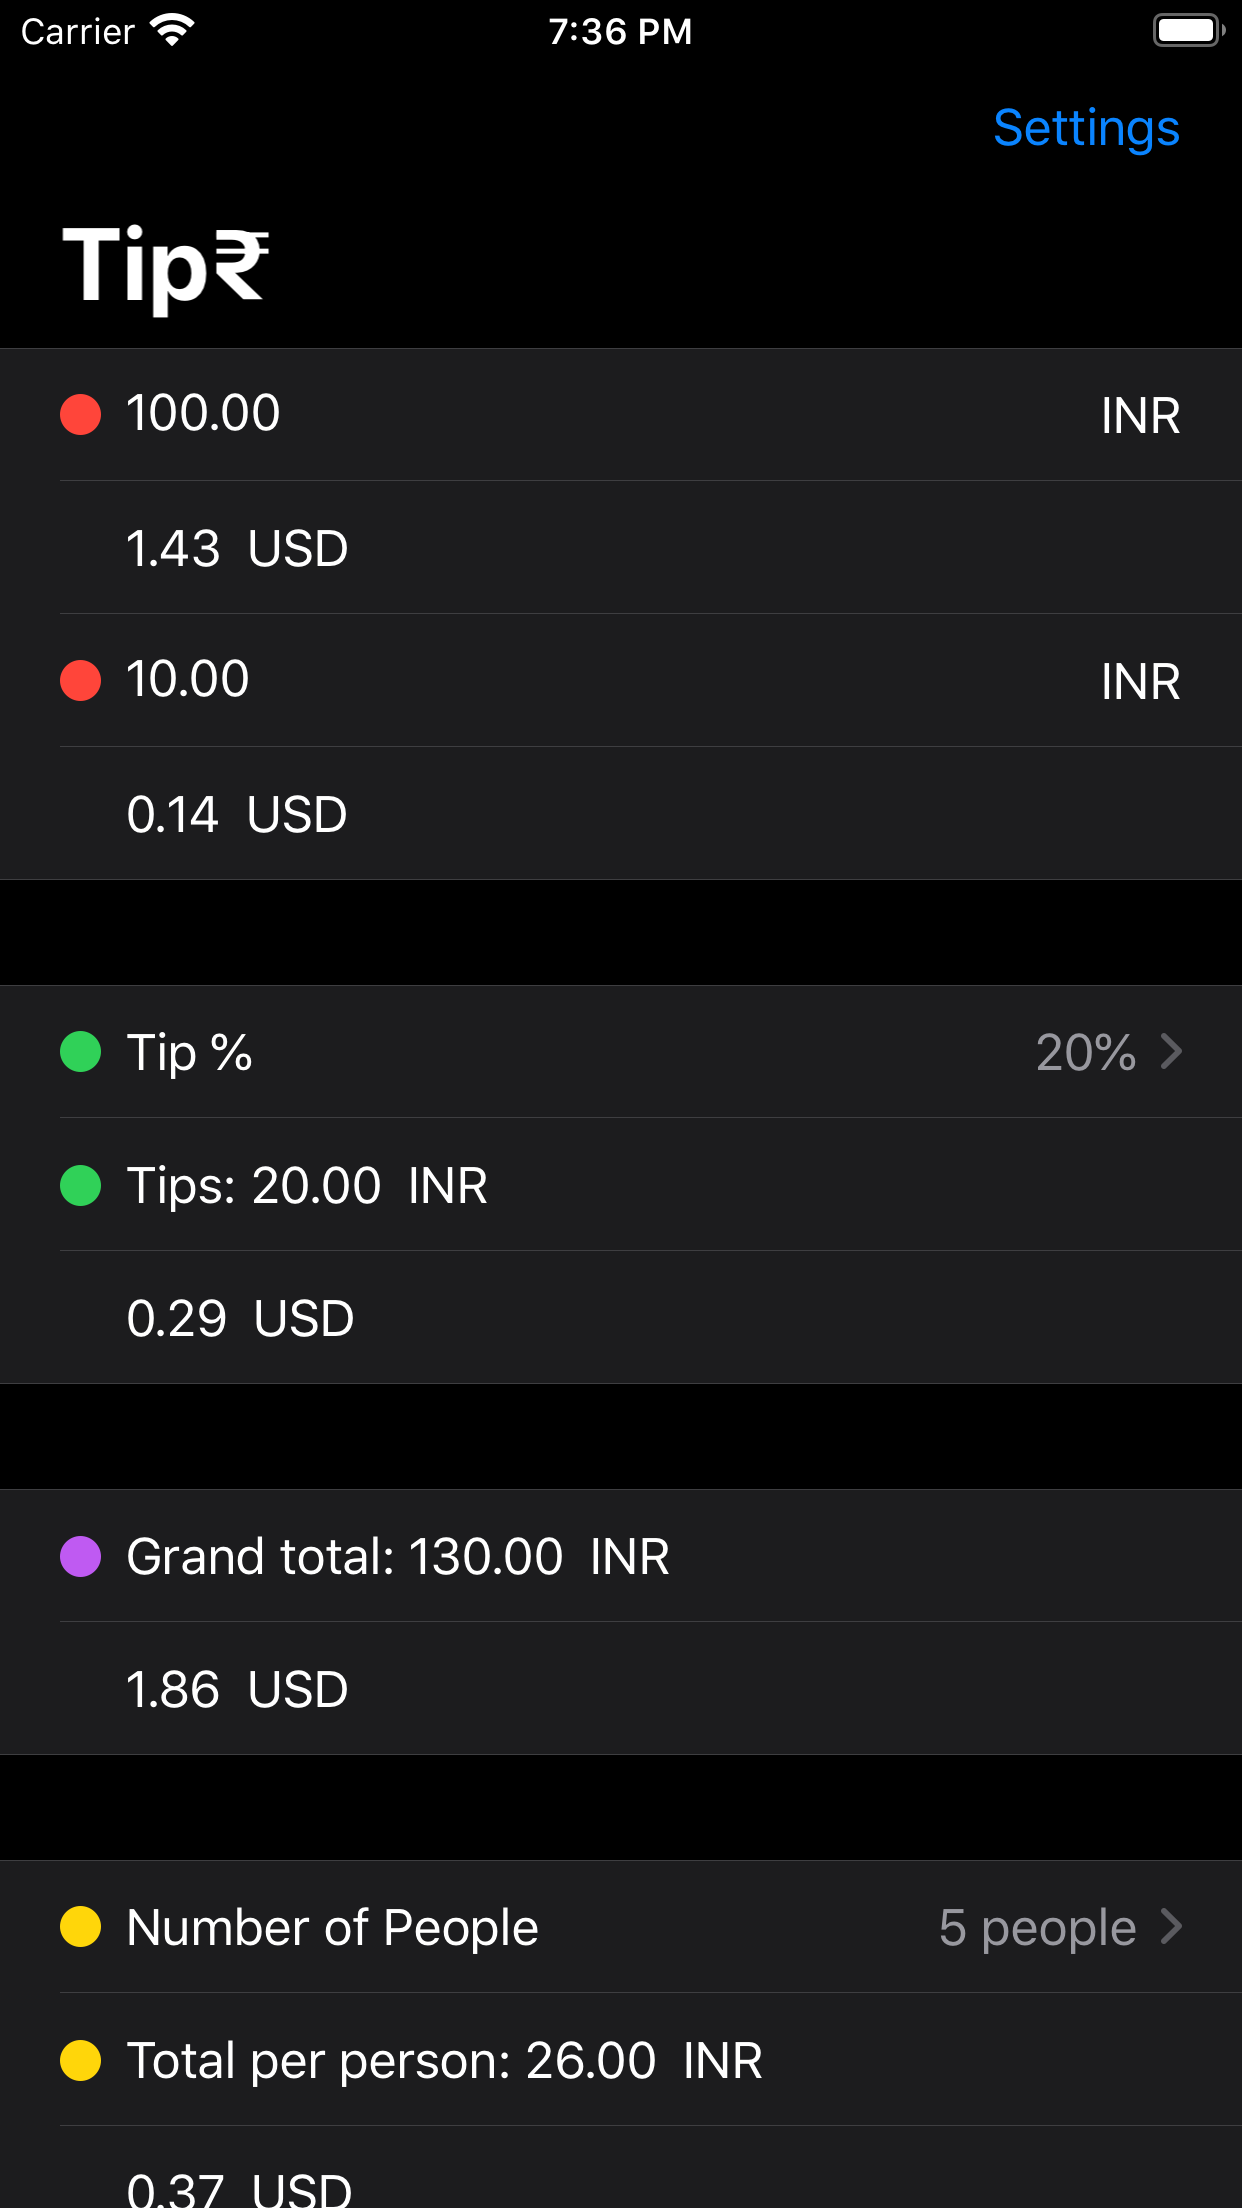 Carrier 7:36 PM
Settings
Tip₹
100.00 INR
1.43 USD
10.00 INR
0.14 USD
Tip % 20%
Tips: 20.00 INR
0.29 USD
Grand total: 130.00 INR
1.86 USD
Number of People 5 people
Total per person: 26.00 INR
0.37 USD